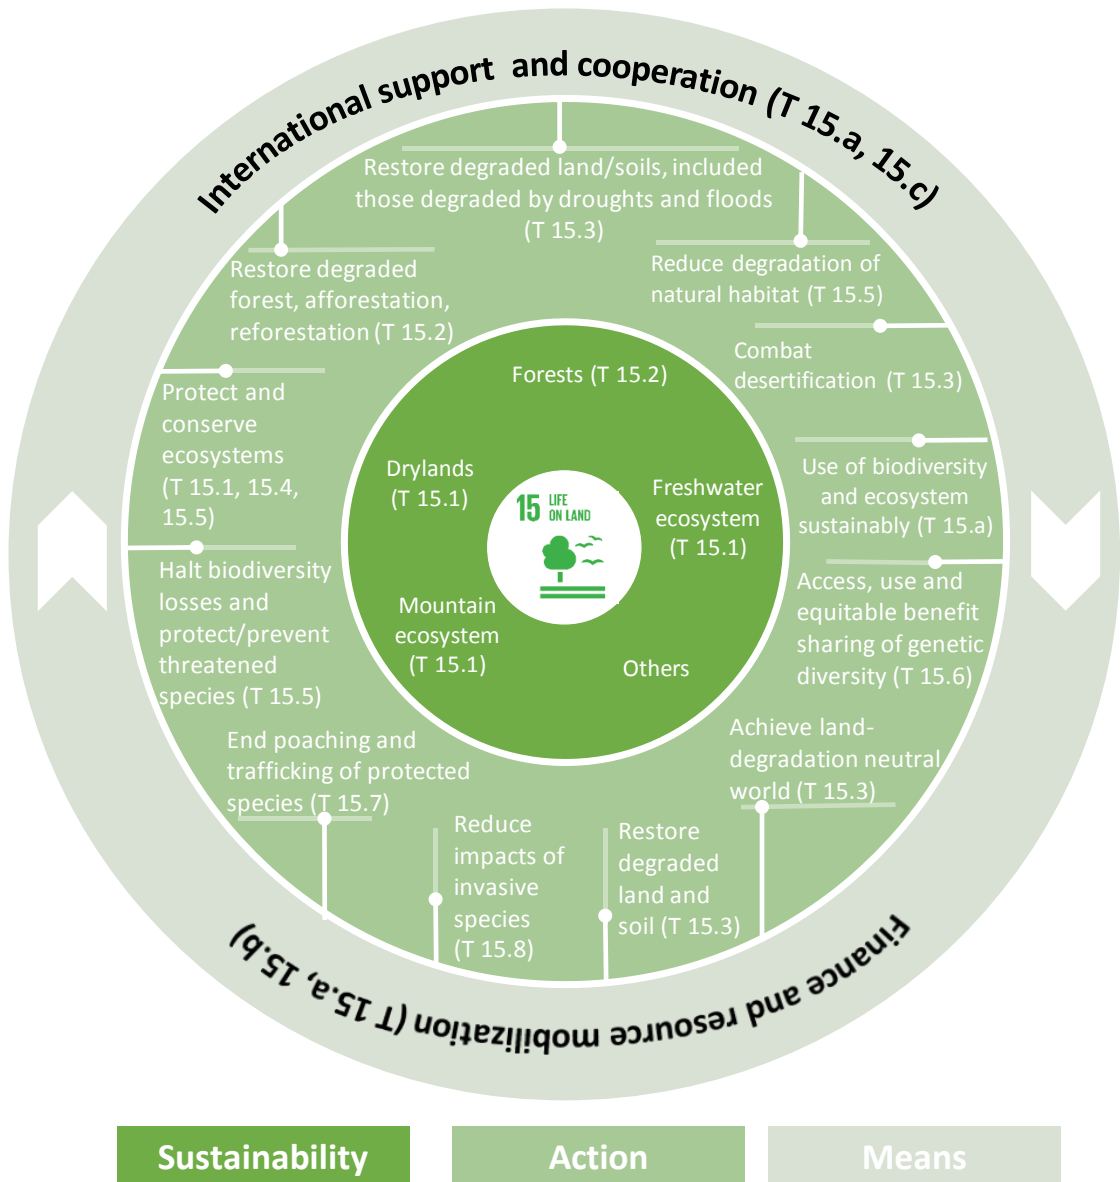 International support and cooperation (T 15.a, 15.c)
Restore degraded land/soils, included
those degraded by droughts and floods
(T 15.3)
Reduce degradation of
natural habitat (T 15.5)
Combat
desertification (T 15.3)
Use of biodiversity
and ecosystem
sustainably (T 15.a)
Access, use and
equitable benefit
sharing of genetic
diversity (T 15.6)
Achieve land-
degradation neutral
world (T 15.3)
Restore
degraded
land and
soil (T 15.3)
Reduce
impacts of
invasive
species
(T 15.8)
End poaching and
trafficking of protected
species (T 15.7)
Halt biodiversity
losses and
protect/prevent
threatened
species (T 15.5)
Protect and
conserve
ecosystems
(T 15.1, 15.4,
15.5)
Restore degraded
forest, afforestation,
reforestation (T 15.2)
Forests (T 15.2)
Freshwater
ecosystem
(T 15.1)
Others
Mountain
ecosystem
(T 15.1)
Drylands
(T 15.1)
15 LIFE
ON LAND
Finance and resource mobilization (T 15.a, 15.b)
Sustainability
Action
Means